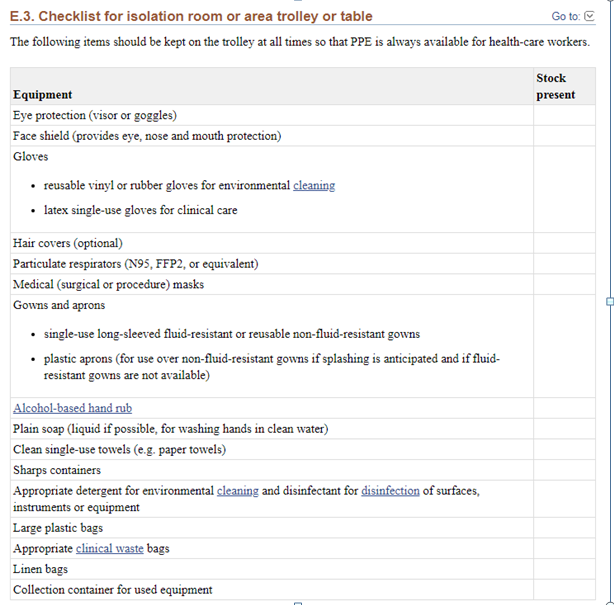 E.3. Checklist for isolation room or area trolley or table
Go to:
The following items should be kept on the trolley at all times so that PPE is always available for health-care workers.
Equipment
Stock
present
Eye protection (visor or goggles)
Face shield (provides eye, nose and mouth protection)
Gloves
• reusable vinyl or rubber gloves for environmental cleaning
• latex single-use gloves for clinical care
Hair covers (optional)
Particulate respirators (N95, FFP2, or equivalent)
Medical (surgical or procedure) masks
Gowns and aprons
• single-use long-sleeved fluid-resistant or reusable non-fluid-resistant gowns
• plastic aprons (for use over non-fluid-resistant gowns if splashing is anticipated and if fluid-
resistant gowns are not available)
Alcohol-based hand rub
Plain soap (liquid if possible, for washing hands in clean water)
Clean single-use towels (e.g. paper towels)
Sharps containers
Appropriate detergent for environmental cleaning and disinfectant for disinfection of surfaces,
instruments or equipment
Large plastic bags
Appropriate clinical waste bags
Linen bags
Collection container for used equipment